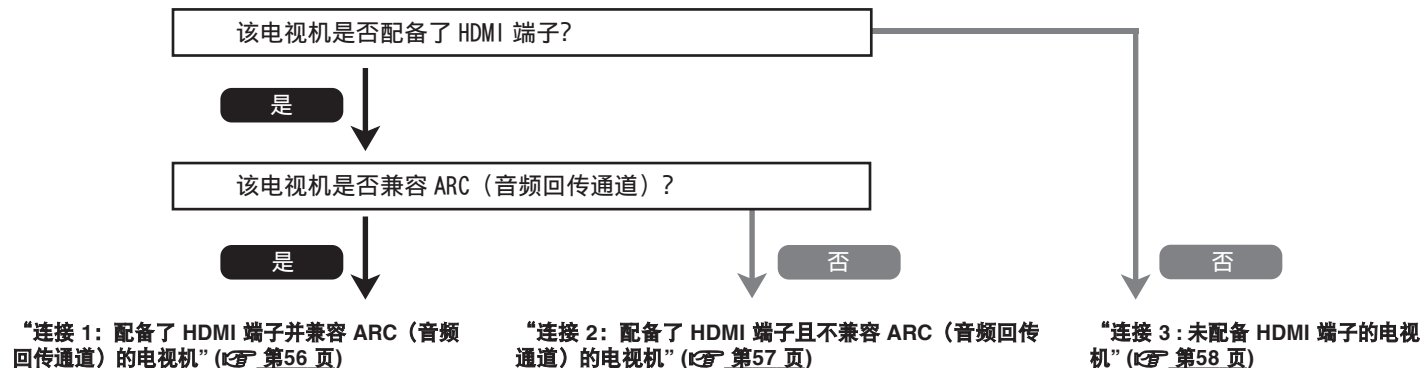 该电视机是否配备了 HDMI 端子？
是
该电视机是否兼容 ARC（音频回传通道）？
是
否
否
“连接 1：配备了 HDMI 端子并兼容 ARC（音频
回传通道）的电视机” (☞ 第56 页)
“连接 2：配备了 HDMI 端子且不兼容 ARC（音频回传
通道）的电视机” (☞ 第57 页)
“连接 3 : 未配备 HDMI 端子的电视
机” (☞ 第58 页)